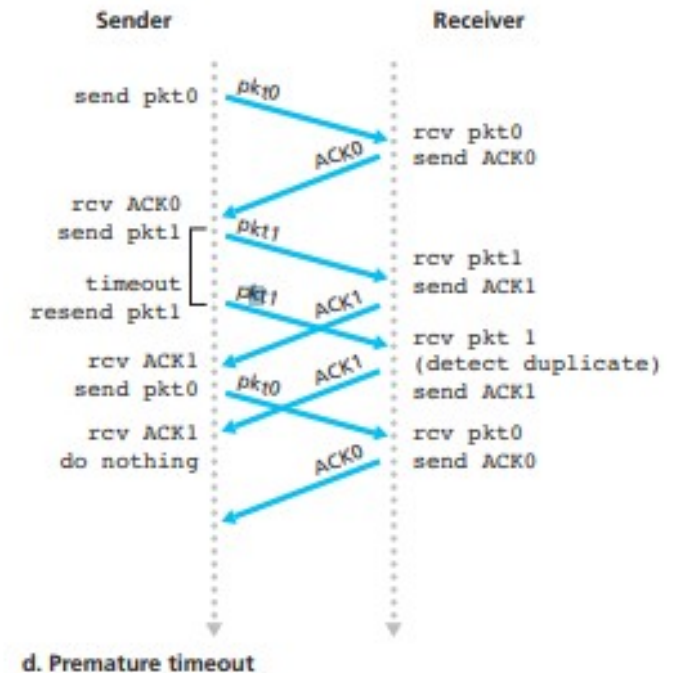 Sender
Receiver
send pkt0
pkt0
rcv pkt0
send ACK0
ACK0
rcv ACK0
send pkt1
pkt1
rcv pkt1
send ACK1
timeout
resend pkt1
pkt1
ACK1
rcv pkt 1
(detect duplicate)
send ACK1
rcv ACK1
send pkt0
pkt0
ACK1
rcv ACK1
do nothing
rcv pkt0
send ACK0
ACK0
d. Premature timeout